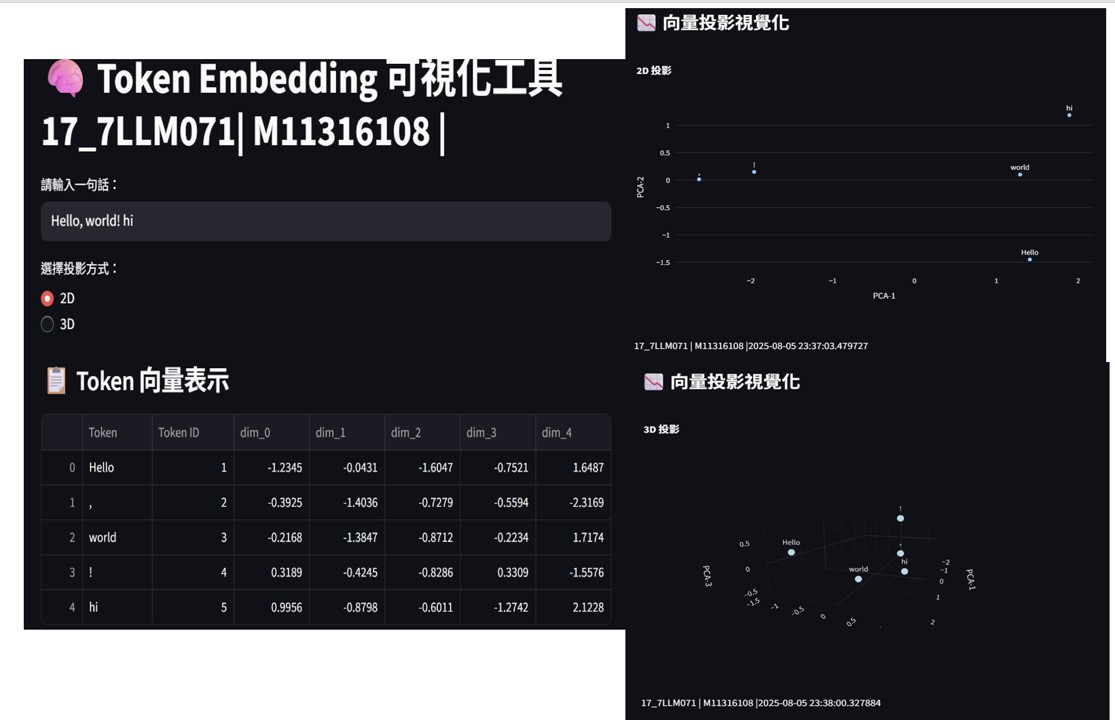 Token Embedding 可視化工具
17_7LLM071| M11316108 |
請輸入一句話：
Hello, world! hi
選擇投影方式：
2D
3D
Token 向量表示
Token Token ID dim_0 dim_1 dim_2 dim_3 dim_4
0 Hello 1 -1.2345 -0.0431 -1.6047 -0.7521 1.6487
1 , 2 -0.3925 -1.4036 -0.7279 -0.5594 -2.3169
2 world 3 -0.2168 -1.3847 -0.8712 -0.2234 1.7174
3 ! 4 0.3189 -0.4245 -0.8286 0.3309 -1.5576
4 hi 5 0.9956 -0.8798 -0.6011 -1.2742 2.1228
向量投影視覺化
2D 投影
hi
1
0.5
!
world
,
0
PCA-2
−0.5
−1
Hello
−1.5
−2 −1 0 1 2
PCA-1
17_7LLM071 | M11316108 |2025-08-05 23:37:03.479727
向量投影視覺化
3D 投影
!
Hello
0.5
,
hi
world
0
PCA-3
−0.5
−2
−1
0
1
2
PCA-1
−1.5
−1
−0.5
0
0.5
17_7LLM071 | M11316108 |2025-08-05 23:38:00.327884